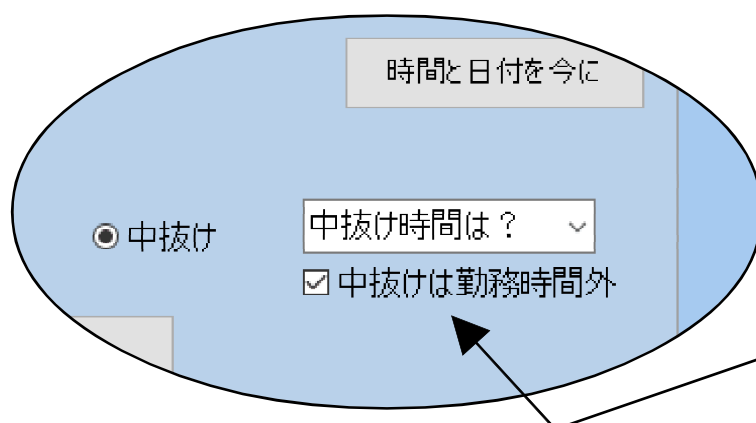 時間と日付を今に
中抜け
中抜け時間は？
中抜けは勤務時間外